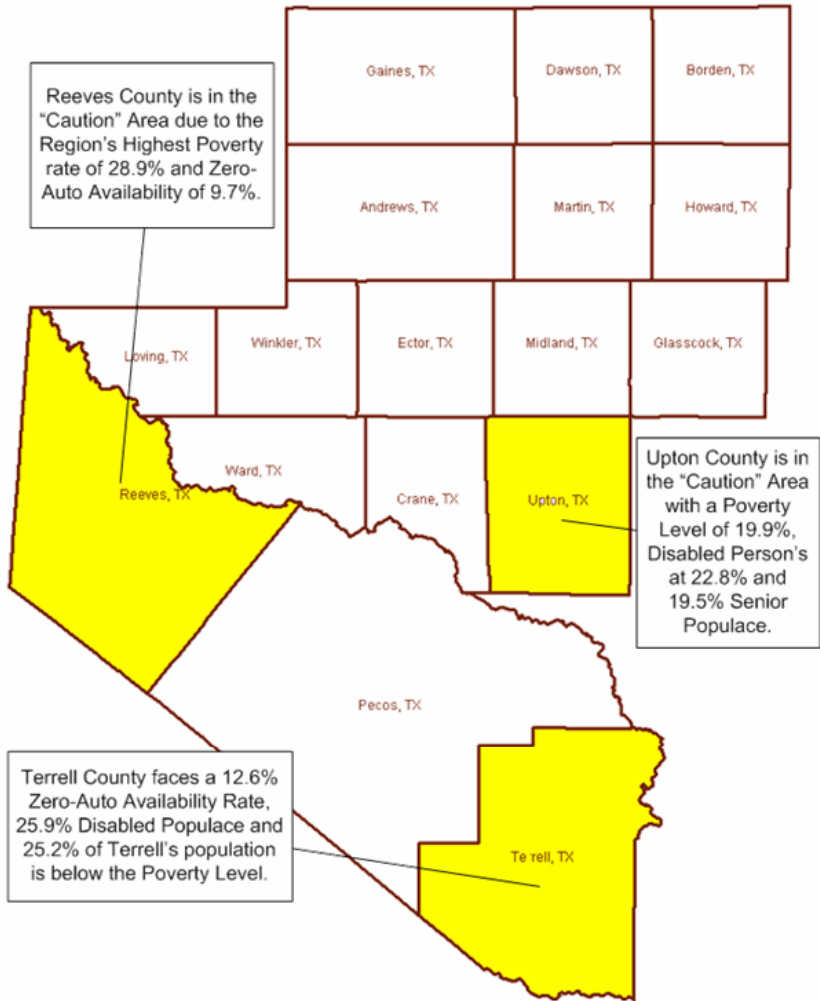 Gaines, TX
Dawson, TX
Borden, TX
Reeves County is in the
“Caution” Area due to the
Region’s Highest Poverty
rate of 28.9% and Zero-
Auto Availability of 9.7%.
Andrews, TX
Martin, TX
Howard, TX
Loving, TX
Winkler, TX
Ector, TX
Midland, TX
Glasscock, TX
Ward, TX
Reeves, TX
Crane, TX
Upton, TX
Upton County is in
the “Caution” Area
with a Poverty
Level of 19.9%,
Disabled Person’s
at 22.8% and
19.5% Senior
Populace.
Pecos, TX
Terrell County faces a 12.6%
Zero-Auto Availability Rate,
25.9% Disabled Populace and
25.2% of Terrell’s population
is below the Poverty Level.
Terrell, TX